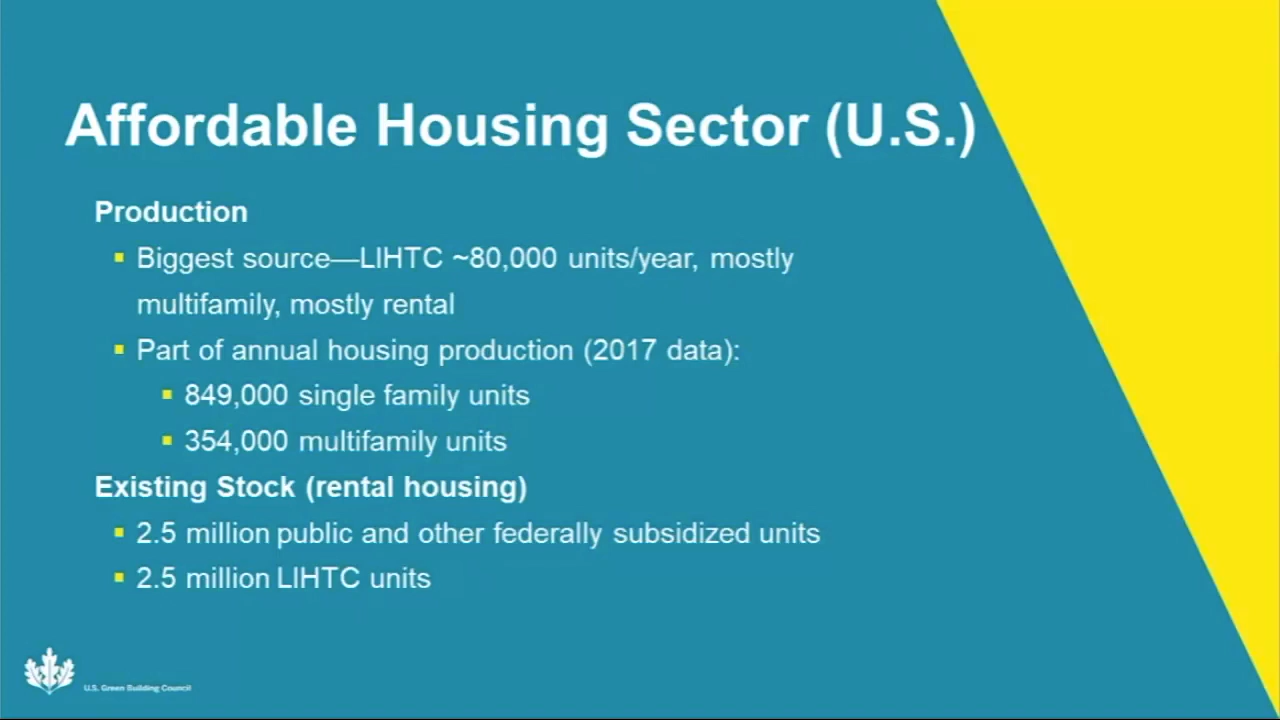 Affordable Housing Sector (U.S.)
Production
Biggest source—LIHTC ~80,000 units/year, mostly
multifamily, mostly rental
Part of annual housing production (2017 data):
849,000 single family units
354,000 multifamily units
Existing Stock (rental housing)
2.5 million public and other federally subsidized units
2.5 million LIHTC units
U.S. Green Building Council